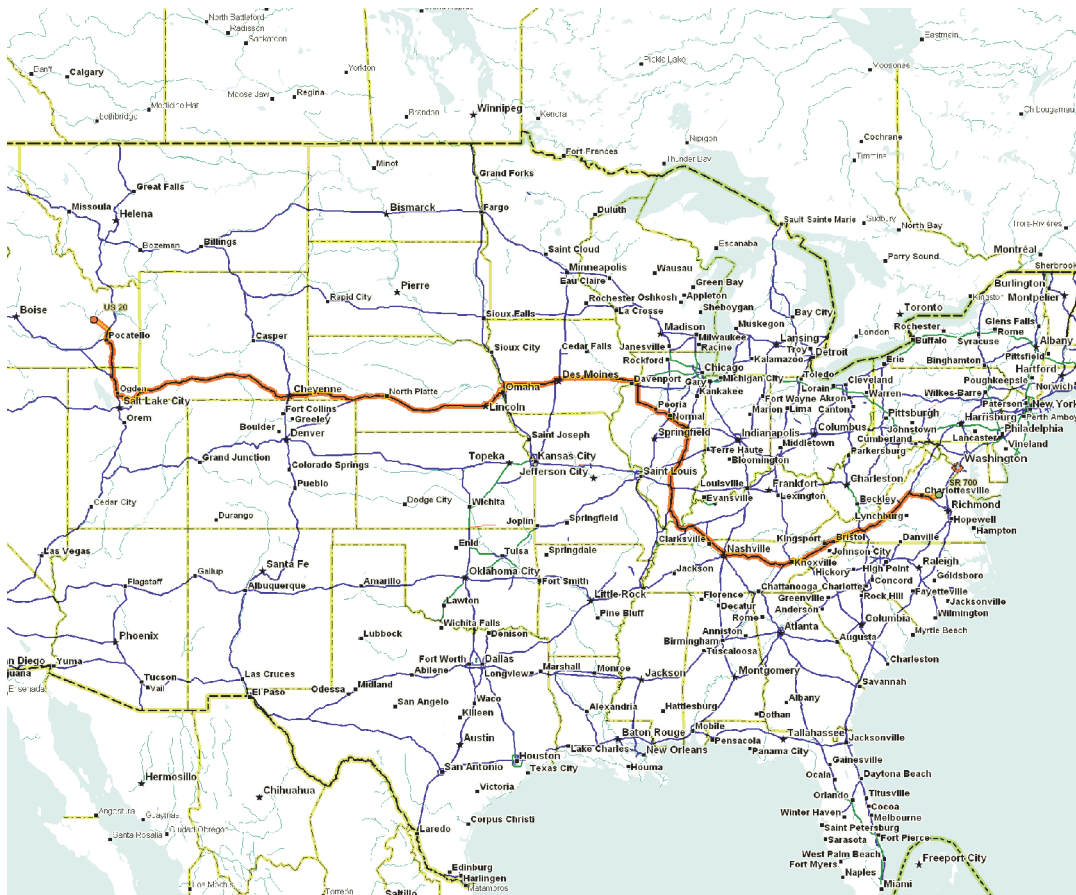 North Battleford
Radisson
Saskatoon
Eastmain
Banff
Calgary
Yorkton
Pickle Lake
Moosonee
Moose Jaw
Regina
Medicine Hat
Lethbridge
Brandon
Winnipeg
Kenora
Chibougamau
Nipigon
Cochrane
Minot
Fort Frances
Thunder Bay
Timmins
Grand Forks
Great Falls
Missoula
Helena
Bismarck
Fargo
Duluth
Sault Sainte Marie
Sudbury
North Bay
Trois-Rivières
Bozeman
Billings
Saint Cloud
Escanaba
Parry Sound
Montréal
Sherbrook
Minneapolis
Eau Claire
Wausau
Green Bay
Burlington
Montpelier
Pierre
Rapid City
Rochester
Oshkosh
Appleton
La Crosse
Sheboygan
Bay City
Toronto
Kingston
US 20
Boise
Sioux Falls
Muskegon
London
Rochester
Glens Falls
Rome
Pocatello
Casper
Madison
Milwaukee
Racine
Lansing
Troy
Buffalo
Syracuse
Albany
Sioux City
Cedar Falls
Janesville
Rockford
Kalamazoo
Detroit
Erie
Binghamton
Pittsfield
Hartford
Chicago
Toledo
Poughkeepsie
Ogden
Salt Lake City
Cheyenne
North Platte
Omaha
Des Moines
Davenport
Gary
Michigan City
Lorain
Cleveland
Warren
Wilkes-Barre
Norwich
Orem
Fort Collins
Greeley
Lincoln
Peoria
Normal
Kankakee
Fort Wayne
Marion
Lima
Akron
Canton
Pittsburgh
Johnstown
Harrisburg
Paterson
New York
Perth Amboy
Boulder
Denver
Saint Joseph
Springfield
Indianapolis
Columbus
Middletown
Cumberland
Lancaster
Philadelphia
Vineland
Grand Junction
Colorado Springs
Topeka
Kansas City
Jefferson City
Terre Haute
Bloomington
Parkersburg
Washington
Pueblo
Saint Louis
Louisville
Frankfort
Charleston
SR 700
Cedar City
Dodge City
Wichita
Evansville
Lexington
Beckley
Charlottesville
Richmond
Durango
Joplin
Springfield
Lynchburg
Hopewell
Hampton
Las Vegas
Enid
Tulsa
Springdale
Clarksville
Nashville
Kingsport
Bristol
Johnson City
Danville
Santa Fe
Gallup
Flagstaff
Albuquerque
Amarillo
Oklahoma City
Fort Smith
Jackson
Knoxville
Hickory
High Point
Raleigh
Goldsboro
Lawton
Little Rock
Pine Bluff
Florence
Decatur
Rome
Chattanooga
Charlotte
Concord
Greenville
Anderson
Rock Hill
Fayetteville
Jacksonville
Wilmington
Phoenix
Lubbock
Wichita Falls
Denison
Birmingham
Anniston
Tuscaloosa
Atlanta
Columbia
Augusta
Myrtle Beach
n Diego
Yuma
juana
Ensenada
Tucson
Vail
Las Cruces
El Paso
Odessa
Midland
Abilene
Fort Worth
Dallas
Longview
Marshall
Monroe
Jackson
Montgomery
Charleston
Savannah
San Angelo
Waco
Killeen
Alexandria
Hattiesburg
Dothan
Albany
Austin
Baton Rouge
Mobile
Pensacola
Tallahassee
Jacksonville
Hermosillo
Chihuahua
San Antonio
Houston
Texas City
Lake Charles
New Orleans
Houma
Panama City
Gainesville
Ocala
Daytona Beach
Victoria
Orlando
Titusville
Cocoa
Melbourne
Angostura
Guaymas
Ciudad Obregon
Santa Rosalia
Laredo
Corpus Christi
Winter Haven
Saint Petersburg
Sarasota
Fort Pierce
West Palm Beach
Fort Myers
Naples
Freeport City
Los Mochis
Torreón
Saltillo
Edinburg
Harlingen
Matamoros
Miami